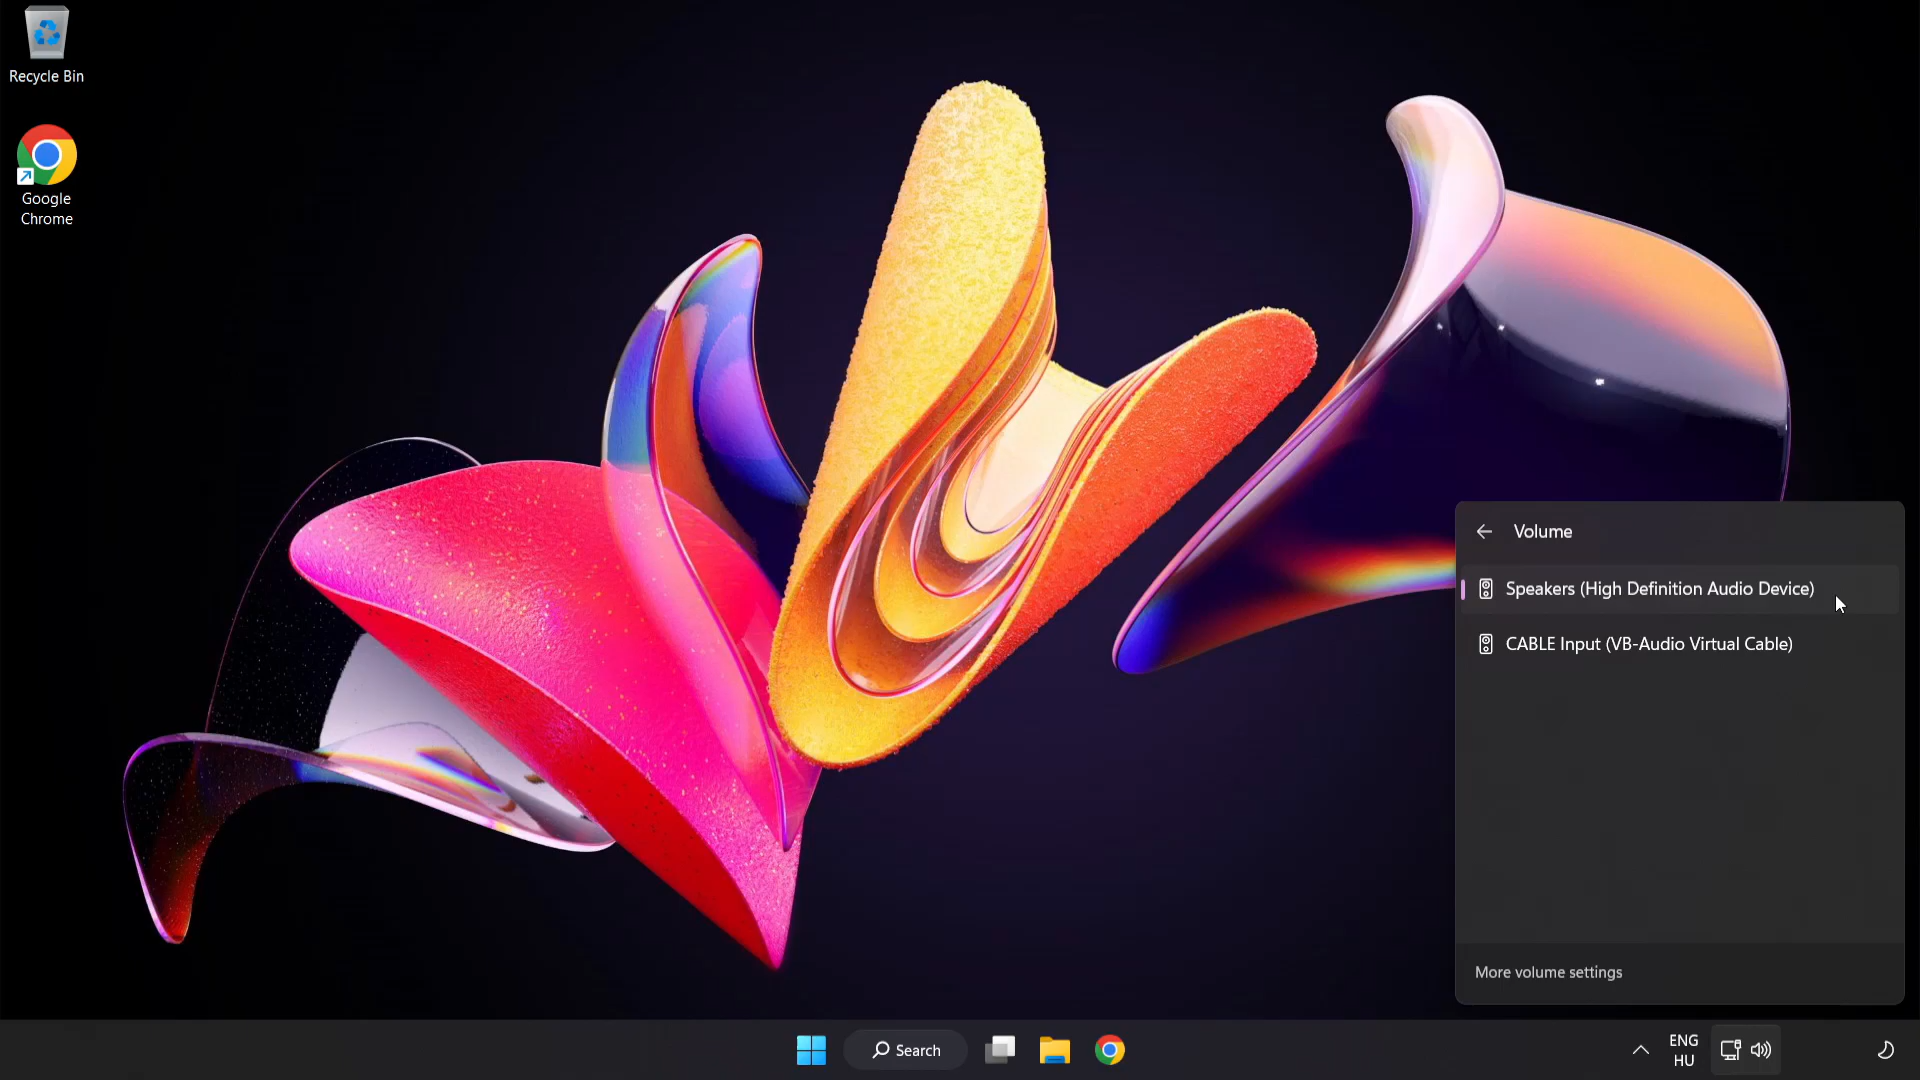 Recycle Bin
Google
Chrome
Volume
Speakers (High Definition Audio Device)
CABLE Input (VB-Audio Virtual Cable)
More volume settings
Search
ENG
HU